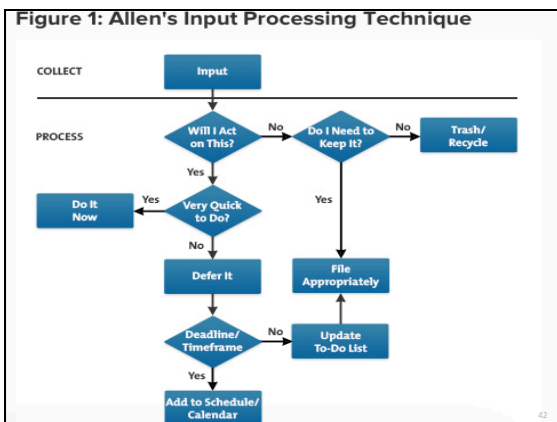 Figure 1: Allen's Input Processing Technique
COLLECT
Input
PROCESS
Will I Act
on This?
No
Do I Need to
Keep It?
No
Trash/
Recycle
Yes
Yes
Do It
Now
Yes
Very Quick
to Do?
No
Defer It
File
Appropriately
Deadline/
Timeframe
No
Update
To-Do List
Yes
Add to Schedule/
Calendar
42